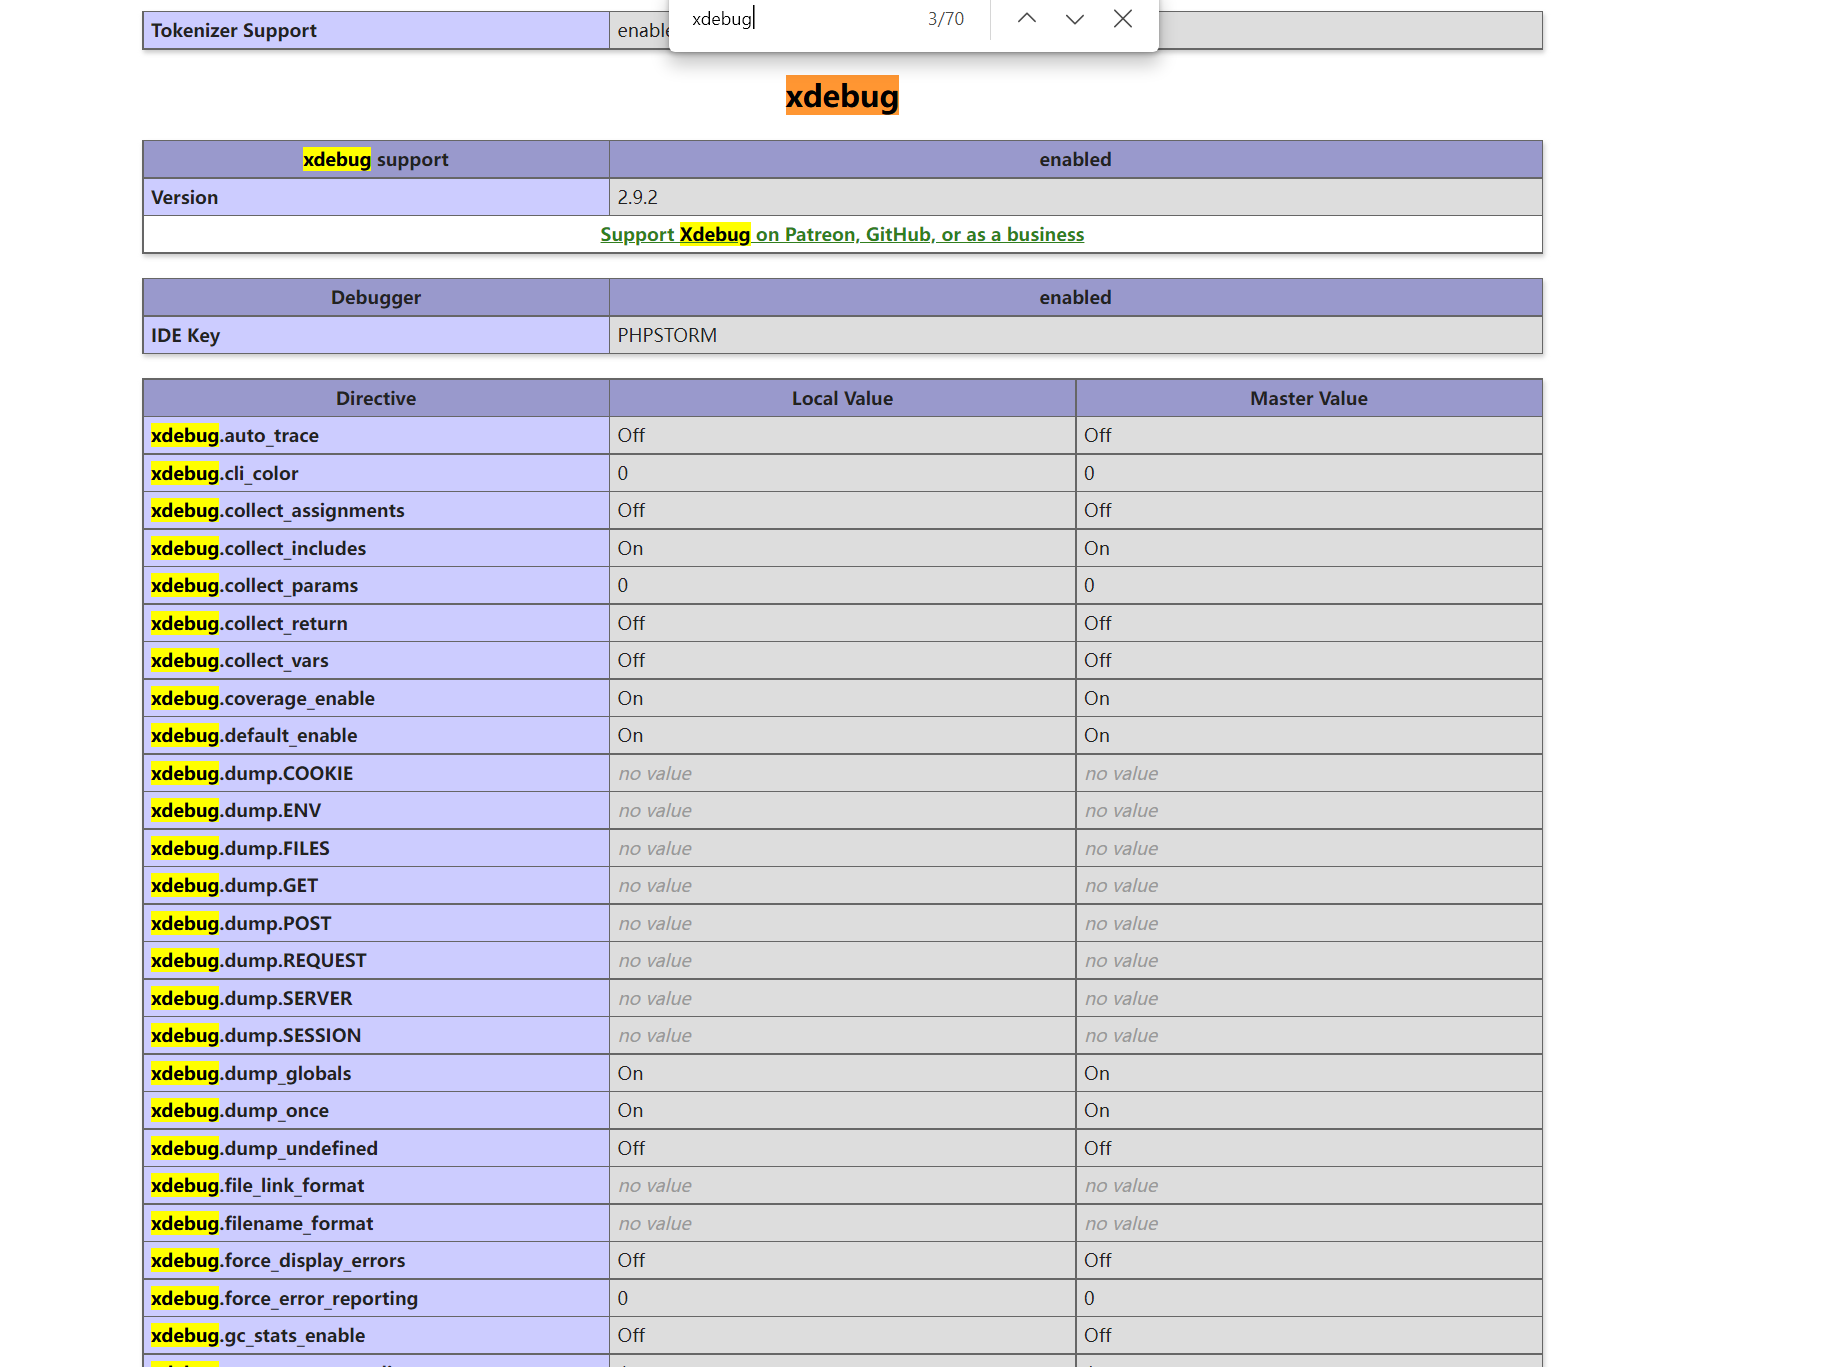 xdebug 3/70
Tokenizer Support enable
xdebug
xdebug support enabled
Version 2.9.2
Support Xdebug on Patreon, GitHub, or as a business
Debugger enabled
IDE Key PHPSTORM
Directive Local Value Master Value
xdebug.auto_trace Off Off
xdebug.cli_color 0 0
xdebug.collect_assignments Off Off
xdebug.collect_includes On On
xdebug.collect_params 0 0
xdebug.collect_return Off Off
xdebug.collect_vars Off Off
xdebug.coverage_enable On On
xdebug.default_enable On On
xdebug.dump.COOKIE no value no value
xdebug.dump.ENV no value no value
xdebug.dump.FILES no value no value
xdebug.dump.GET no value no value
xdebug.dump.POST no value no value
xdebug.dump.REQUEST no value no value
xdebug.dump.SERVER no value no value
xdebug.dump.SESSION no value no value
xdebug.dump_globals On On
xdebug.dump_once On On
xdebug.dump_undefined Off Off
xdebug.file_link_format no value no value
xdebug.filename_format no value no value
xdebug.force_display_errors Off Off
xdebug.force_error_reporting 0 0
xdebug.gc_stats_enable Off Off